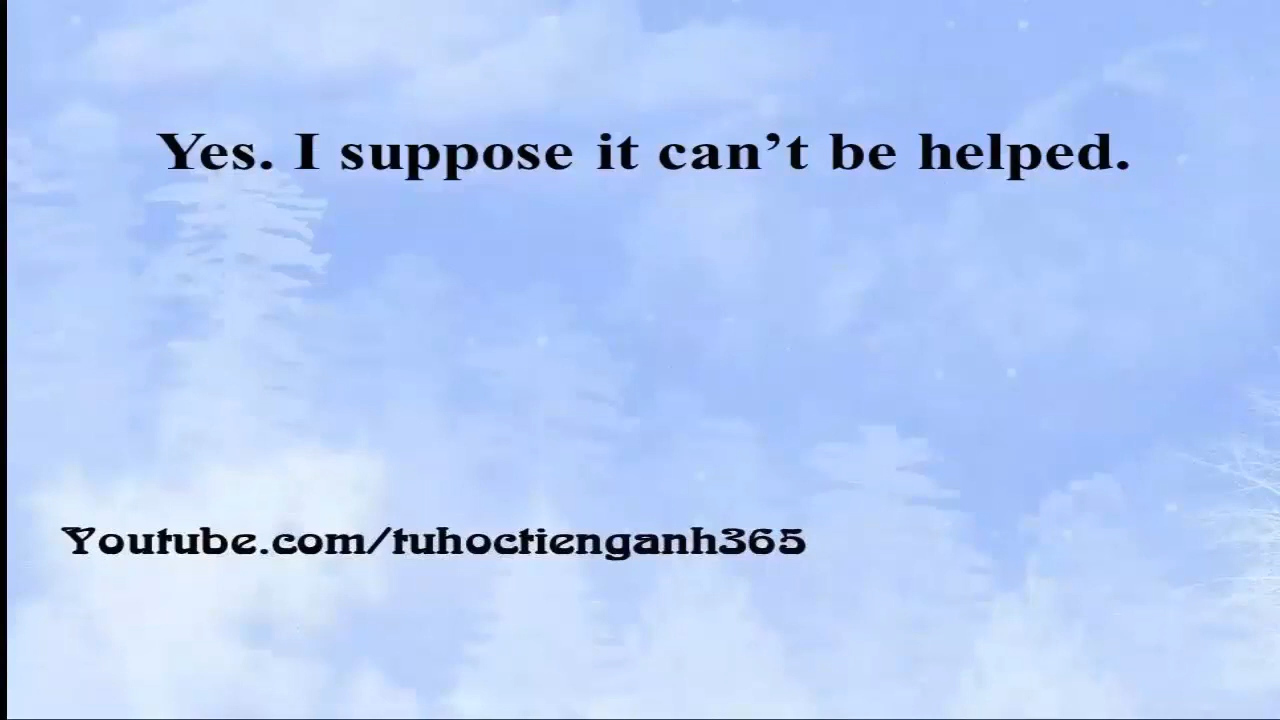 Yes. I suppose it can’t be helped.
Youtube.com/tuhoctienganh365